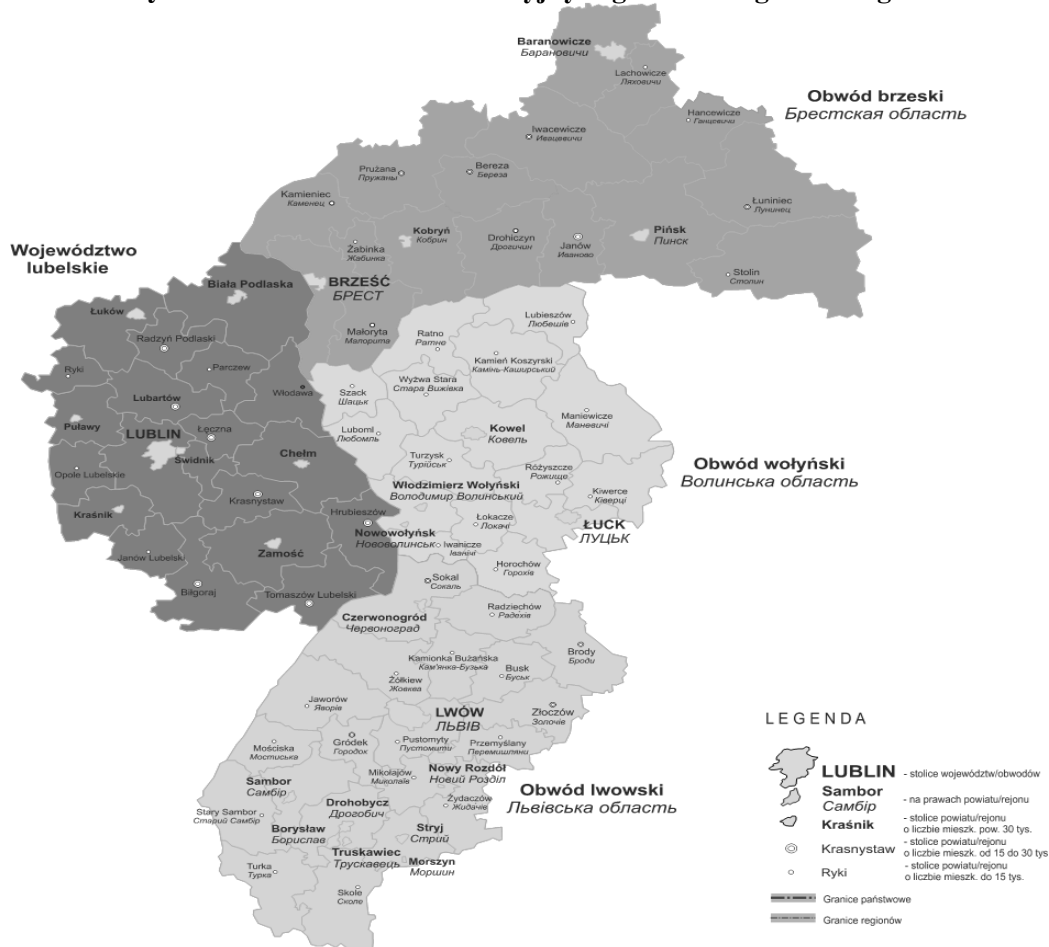 Baranowicze
Барановичи
Lachowicze
Ляховичи
Obwód brzeski
Брестская область
Hancewicze
Ганцевичи
Iwacewicze
Ивацевичи
Prużana
Пружаны
Bereza
Береза
Kamieniec
Каменец
Łuniniec
Лунинец
Kobryń
Кобрин
Drohiczyn
Дрогичин
Janów
Иваново
Pińsk
Пинск
Żabinka
Жабинка
Stolin
Столин
Województwo
lubelskie
BRZEŚĆ
БРЕСТ
Biała Podlaska
Łuków
Małoryta
Малорита
Radzyń Podlaski
Parczew
Ryki
Włodawa
Lubartów
Puławy
LUBLIN
Łęczna
Świdnik
Chełm
Opole Lubelskie
Krasnystaw
Kraśnik
Hrubieszów
Zamość
Janów Lubelski
Biłgoraj
Tomaszów Lubelski
Lubieszów
Любешів
Ratno
Ратне
Kamień Koszyrski
Камінь-Каширський
Szack
Шацьк
Wyżwa Stara
Стара Вижівка
Maniewicze
Маневичі
Luboml
Любомль
Kowel
Ковель
Turzysk
Турійськ
Różyszcze
Рожище
Obwód wołyński
Волинська область
Włodzimierz Wołyński
Володимир Волинський
Kiwerce
Ківерці
Łokacze
Локачі
ŁUCK
ЛУЦЬК
Nowowołyńsk
Нововолинськ
Iwanicze
Іваничі
Horochów
Горохів
Sokal
Сокаль
Radziechów
Радехів
Czerwonogród
Червоноград
Kamionka Bużańska
Кам'янка-Бузька
Brody
Броди
Busk
Буськ
Żółkiew
Жовква
Jaworów
Яворів
LWÓW
ЛЬВІВ
Złoczów
Золочів
Gródek
Городок
Pustomyty
Пустомити
Przemyślany
Перемишляни
Mościska
Мостиська
Nowy Rozdół
Новий Розділ
Mikołajów
Миколаїв
Sambor
Самбір
Obwód lwowski
Львівська область
Drohobycz
Дрогобич
Żydaczów
Жидачів
Stary Sambor
Старий Самбір
Borysław
Борислав
Stryj
Стрий
Truskawiec
Трускавець
Morszyn
Моршин
Turka
Турка
Skole
Сколе
LEGENDA
LUBLIN - stolice województw/obwodów
Sambor
Самбір - na prawach powiatu/rejonu
Kraśnik - stolice powiatu/rejonu
o liczbie mieszk. pow. 30 tys.
Krasnystaw - stolice powiatu/rejonu
o liczbie mieszk. od 15 do 30 tys
Ryki - stolice powiatu/rejonu
o liczbie mieszk. do 15 tys.
Granice państwowe
Granice regionów